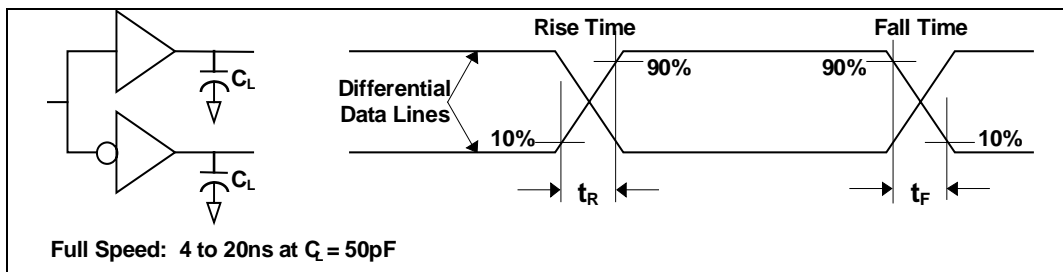 Rise Time
Fall Time
C_L
Differential
Data Lines
90%
90%
10%
10%
C_L
t_R
t_F
Full Speed: 4 to 20ns at C_L = 50pF